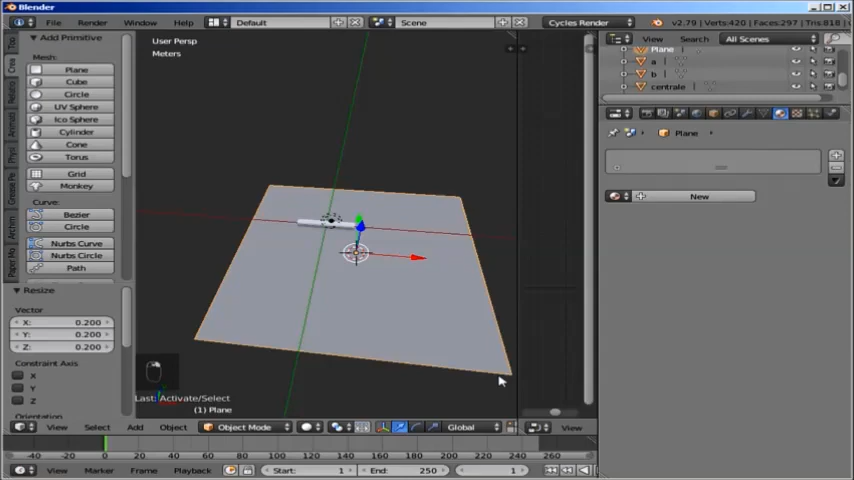 Blender
File Render Window Help Default Scene Cycles Render v2.79 | Verts:420 | Faces:297 | Tris:818
View Search All Scenes
Add Primitive
Mesh:
Plane
Cube
Circle
UV Sphere
Ico Sphere
Cylinder
Cone
Torus
Grid
Monkey
Curve:
Bezier
Circle
Nurbs Curve
Nurbs Circle
Path
Resize
Vector
X: 0.200
Y: 0.200
Z: 0.200
Constraint Axis
X
Y
Z
Orientation
User Persp
Meters
Last: Activate/Select
(1) Plane
Plane
a
b
centrale
Plane
New
View Select Add Object Object Mode Global View
-40 -20 0 20 40 60 80 100 120 140 160 180 200 220 240 260
View Marker Frame Playback Start: 1 End: 250 1